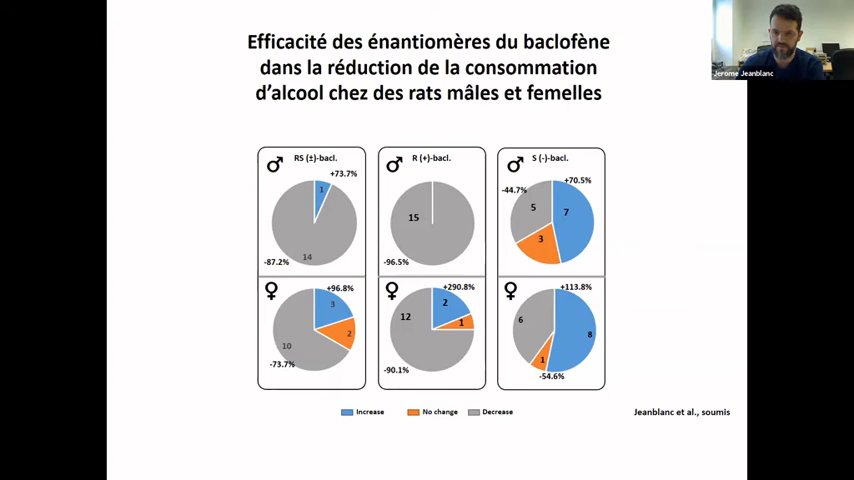 Efficacité des énantiomères du baclofène
dans la réduction de la consommation
d'alcool chez des rats mâles et femelles
Jerome Jeanblanc
RS (±)-bacl.
+73.7%
1
14
-87.2%
R (+)-bacl.
15
-96.5%
S (-)-bacl.
+70.5%
-44.7%
5
7
3
+96.8%
3
2
10
-73.7%
+290.8%
2
12
1
-90.1%
+113.8%
6
8
1
-54.6%
Increase
No change
Decrease
Jeanblanc et al., soumis